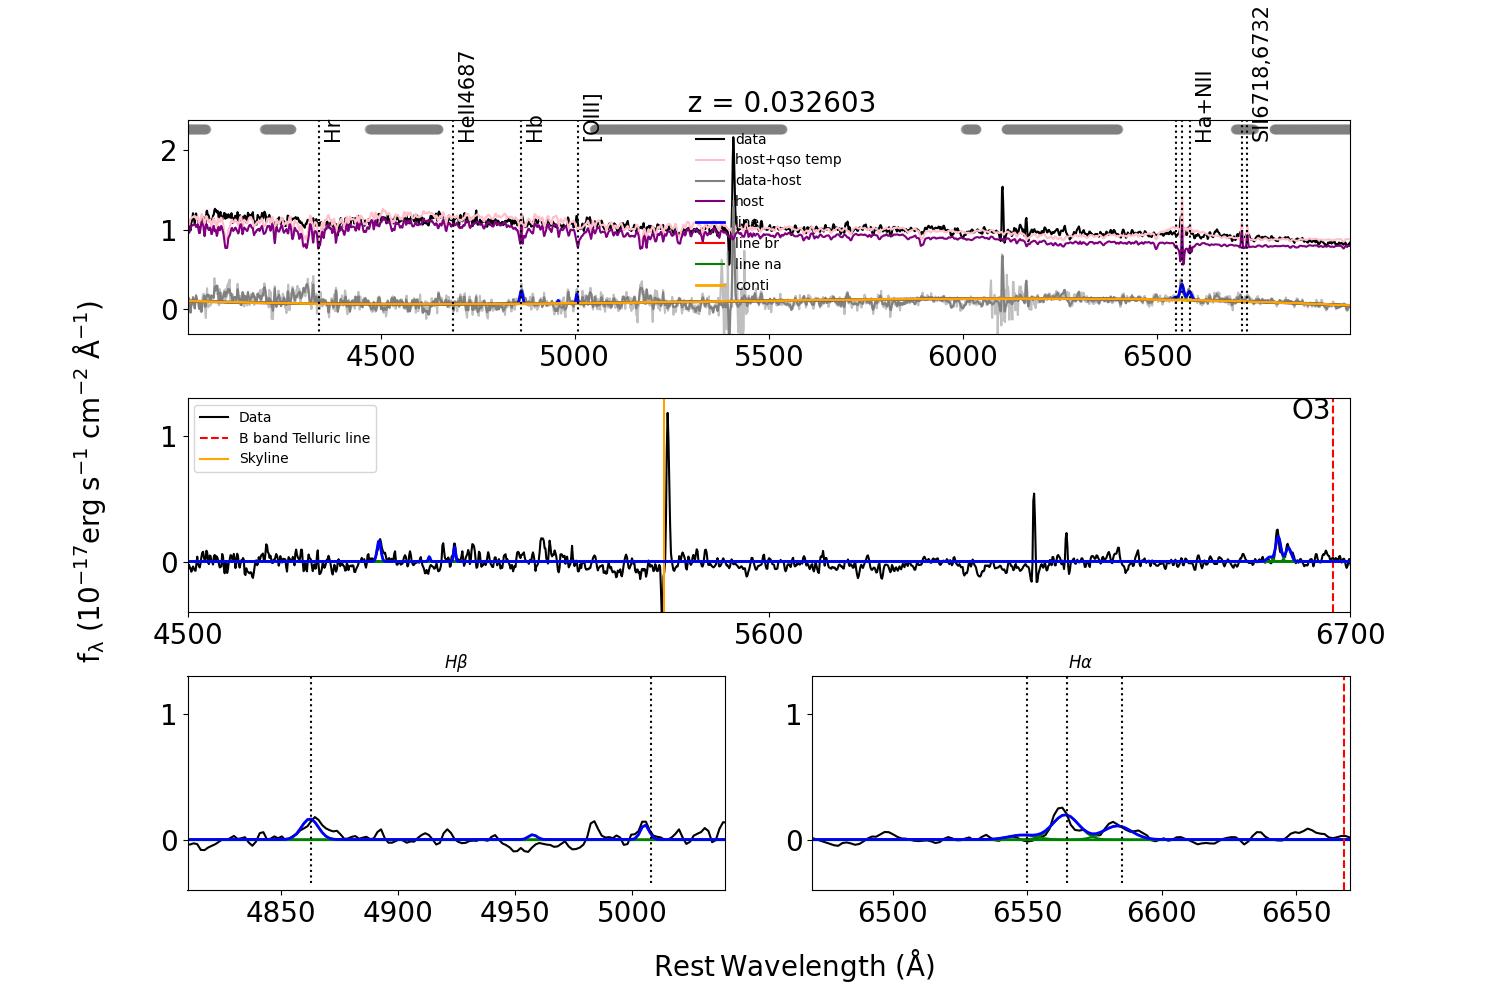 z = 0.032603
Hr
HeII4687
Hb
[OIII]
Ha+NII
SII6718,6732
data
host+qso temp
data-host
host
line
line br
line na
conti
2
1
0
4500
5000
5500
6000
6500
Data
B band Telluric line
Skyline
O3
1
0
4500
5600
6700
fλ (10⁻¹⁷erg s⁻¹ cm⁻² Å⁻¹)
Hβ
1
0
4850
4900
4950
5000
Hα
1
0
6500
6550
6600
6650
Rest Wavelength (Å)